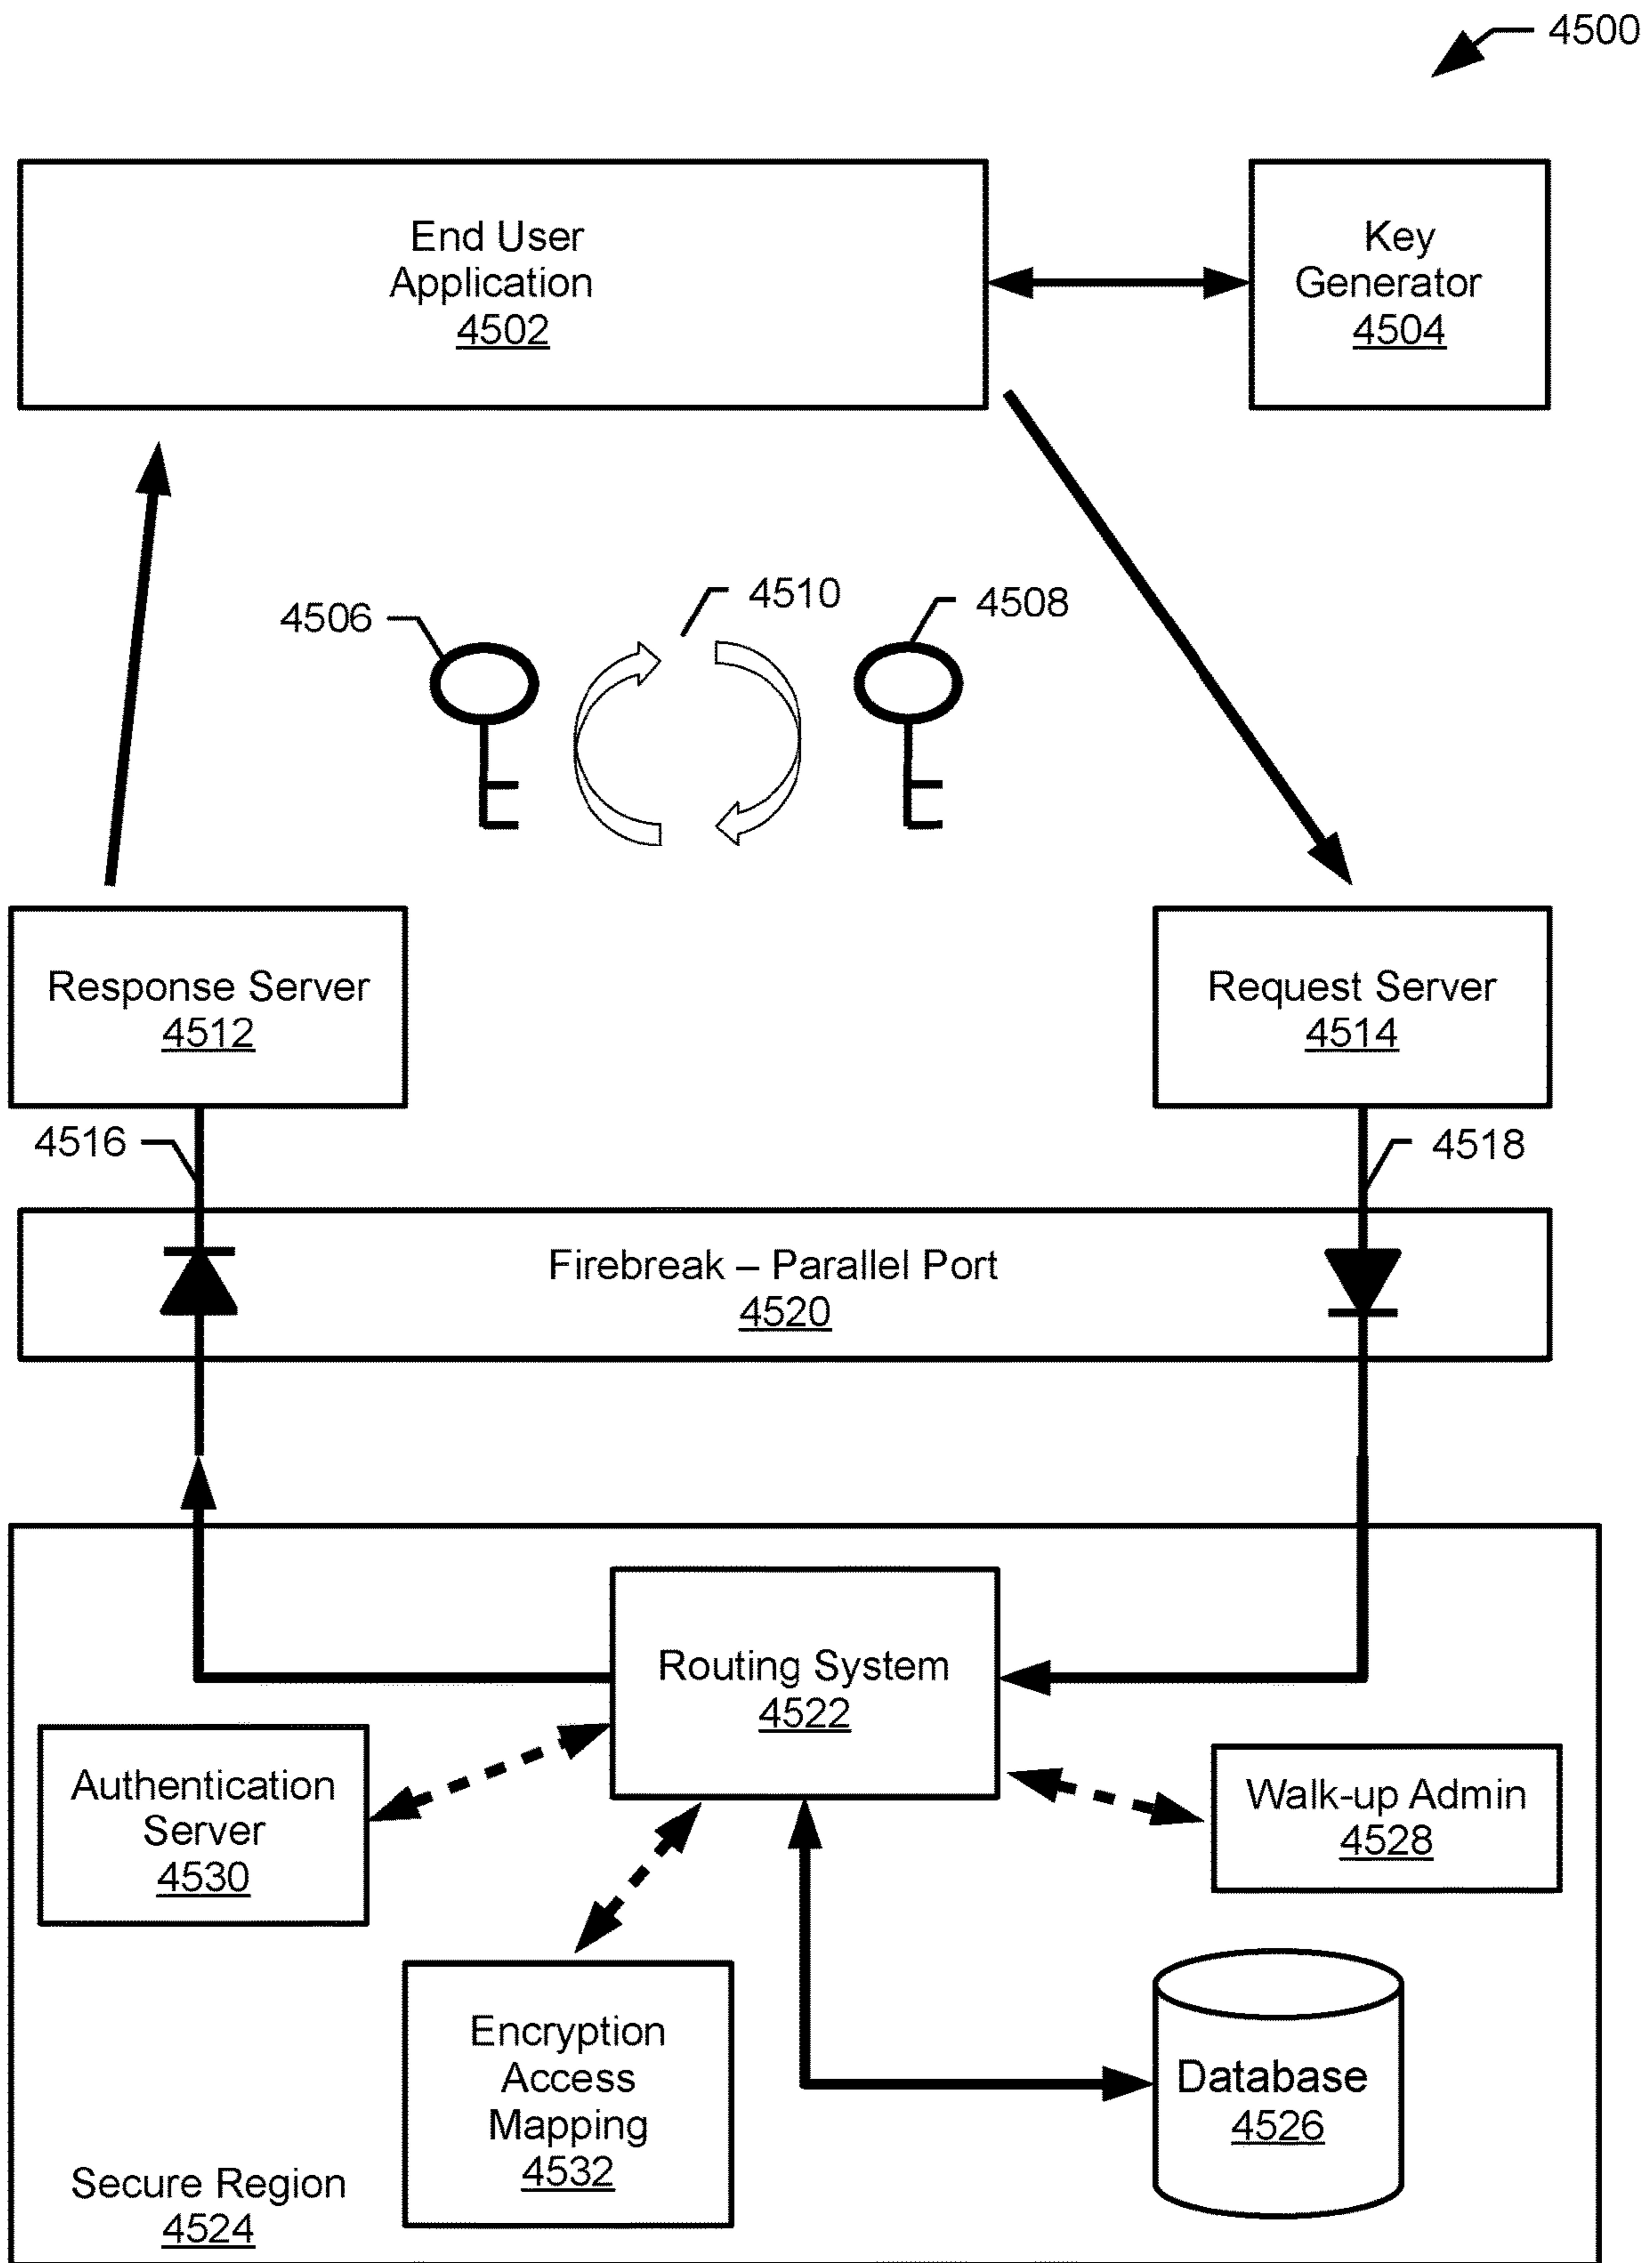 4500
End User
Application
4502
Key
Generator
4504
4506
4510
4508
Response Server
4512
Request Server
4514
4516
4518
Firebreak – Parallel Port
4520
Routing System
4522
Authentication
Server
4530
Walk-up Admin
4528
Encryption
Access
Mapping
4532
Database
4526
Secure Region
4524